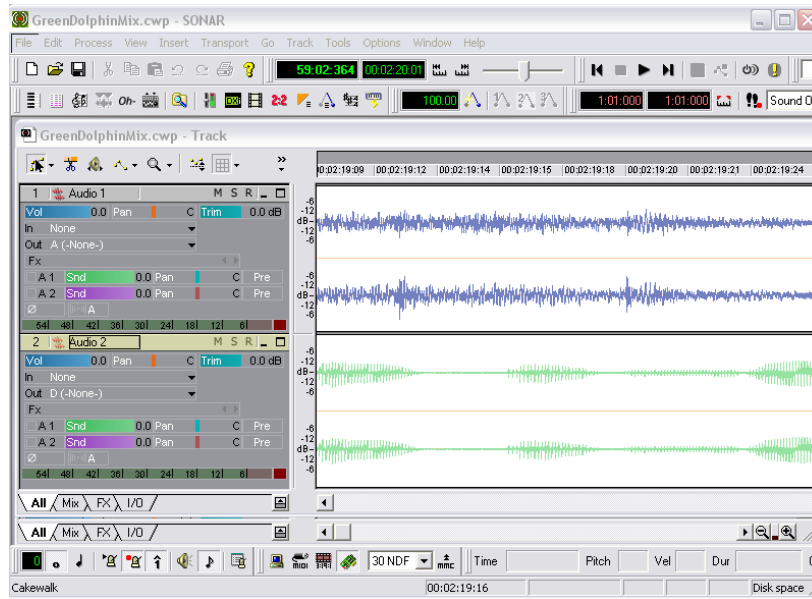 GreenDolphinMix.cwp - SONAR
File Edit Process View Insert Transport Go Track Tools Options Window Help
59:02:364 00:02:20:01
Oh- DXi 2:2 100.00 1 2 3 1:01:000 1:01:000 Sound O
GreenDolphinMix.cwp - Track
00:02:19:09 00:02:19:12 00:02:19:14 00:02:19:15 00:02:19:18 00:02:19:20 00:02:19:21 00:02:19:24
1 Audio 1 M S R
Vol 0.0 Pan C Trim 0.0 dB
In None
Out A (-None-)
Fx
A 1 Snd 0.0 Pan C Pre
A 2 Snd 0.0 Pan C Pre
Ø A
54 48 42 36 30 24 18 12 6
-6
-12
dB-
-12
-6
-6
-12
dB-
-12
-6
2 Audio 2 M S R
Vol 0.0 Pan C Trim 0.0 dB
In None
Out D (-None-)
Fx
A 1 Snd 0.0 Pan C Pre
A 2 Snd 0.0 Pan C Pre
Ø A
54 48 42 36 30 24 18 12 6
-6
-12
dB-
-12
-6
-6
-12
dB-
-12
-6
All Mix FX I/O
All Mix FX I/O
0 midi 30 NDF mmc Time Pitch Vel Dur
Cakewalk 00:02:19:16 Disk space